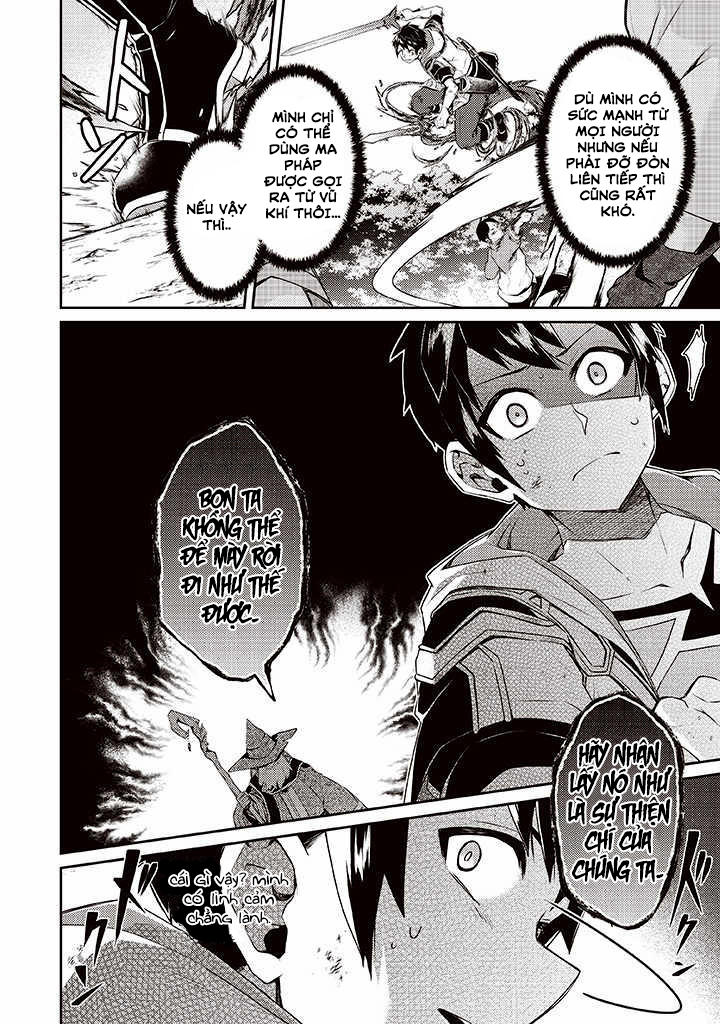 DÙ MÌNH CÓ
SỨC MẠNH TỪ
MỌI NGƯỜI
NHƯNG NẾU
PHẢI ĐỠ ĐÒN
LIÊN TIẾP THÌ
CŨNG RẤT
KHÓ.
MÌNH CHỈ
CÓ THỂ
DÙNG MA
PHÁP
ĐƯỢC GỌI
RA TỪ VŨ
KHÍ THÔI...
NẾU VẬY
THÌ..
BỌN TA
KHÔNG THỂ
ĐỂ MÀY RỜI
ĐI NHƯ THẾ
ĐƯỢC..
HÃY NHẬN
LẤY NÓ NHƯ
LÀ SỰ THIỆN
CHÍ CỦA
CHÚNG TA..
cái gì vậy? mình
có linh cảm
chẳng lành.